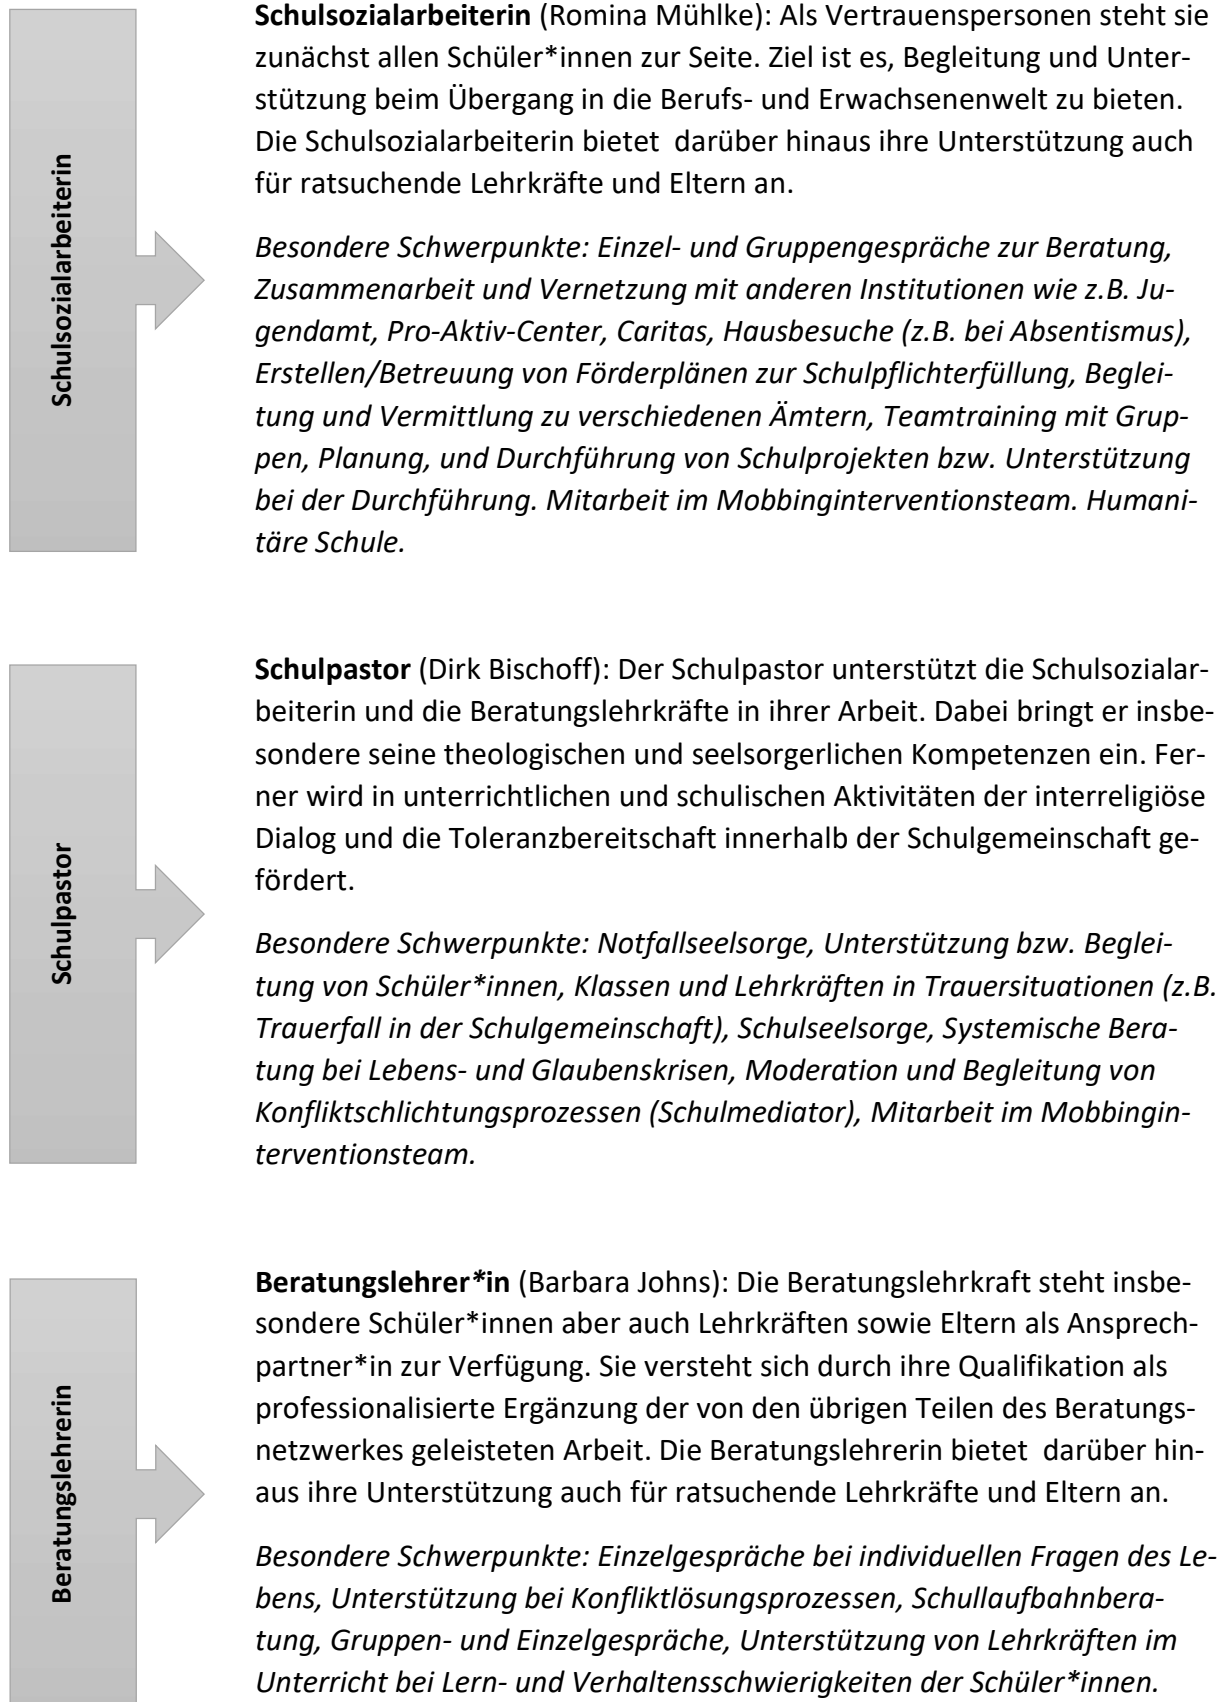 Schulsozialarbeiterin
Schulsozialarbeiterin (Romina Mühlke): Als Vertrauenspersonen steht sie
zunächst allen Schüler*innen zur Seite. Ziel ist es, Begleitung und Unter-
stützung beim Übergang in die Berufs- und Erwachsenenwelt zu bieten.
Die Schulsozialarbeiterin bietet  darüber hinaus ihre Unterstützung auch
für ratsuchende Lehrkräfte und Eltern an.
Besondere Schwerpunkte: Einzel- und Gruppengespräche zur Beratung,
Zusammenarbeit und Vernetzung mit anderen Institutionen wie z.B. Ju-
gendamt, Pro-Aktiv-Center, Caritas, Hausbesuche (z.B. bei Absentismus),
Erstellen/Betreuung von Förderplänen zur Schulpflichterfüllung, Beglei-
tung und Vermittlung zu verschiedenen Ämtern, Teamtraining mit Grup-
pen, Planung, und Durchführung von Schulprojekten bzw. Unterstützung
bei der Durchführung. Mitarbeit im Mobbinginterventionsteam. Humani-
täre Schule.
Schulpastor
Schulpastor (Dirk Bischoff): Der Schulpastor unterstützt die Schulsozialar-
beiterin und die Beratungslehrkräfte in ihrer Arbeit. Dabei bringt er insbe-
sondere seine theologischen und seelsorgerlichen Kompetenzen ein. Fer-
ner wird in unterrichtlichen und schulischen Aktivitäten der interreligiöse
Dialog und die Toleranzbereitschaft innerhalb der Schulgemeinschaft ge-
fördert.
Besondere Schwerpunkte: Notfallseelsorge, Unterstützung bzw. Beglei-
tung von Schüler*innen, Klassen und Lehrkräften in Trauersituationen (z.B.
Trauerfall in der Schulgemeinschaft), Schulseelsorge, Systemische Bera-
tung bei Lebens- und Glaubenskrisen, Moderation und Begleitung von
Konfliktschlichtungsprozessen (Schulmediator), Mitarbeit im Mobbingin-
terventionsteam.
Beratungslehrerin
Beratungslehrer*in (Barbara Johns): Die Beratungslehrkraft steht insbe-
sondere Schüler*innen aber auch Lehrkräften sowie Eltern als Ansprech-
partner*in zur Verfügung. Sie versteht sich durch ihre Qualifikation als
professionalisierte Ergänzung der von den übrigen Teilen des Beratungs-
netzwerkes geleisteten Arbeit. Die Beratungslehrerin bietet  darüber hin-
aus ihre Unterstützung auch für ratsuchende Lehrkräfte und Eltern an.
Besondere Schwerpunkte: Einzelgespräche bei individuellen Fragen des Le-
bens, Unterstützung bei Konfliktlösungsprozessen, Schullaufbahnbera-
tung, Gruppen- und Einzelgespräche, Unterstützung von Lehrkräften im
Unterricht bei Lern- und Verhaltensschwierigkeiten der Schüler*innen.